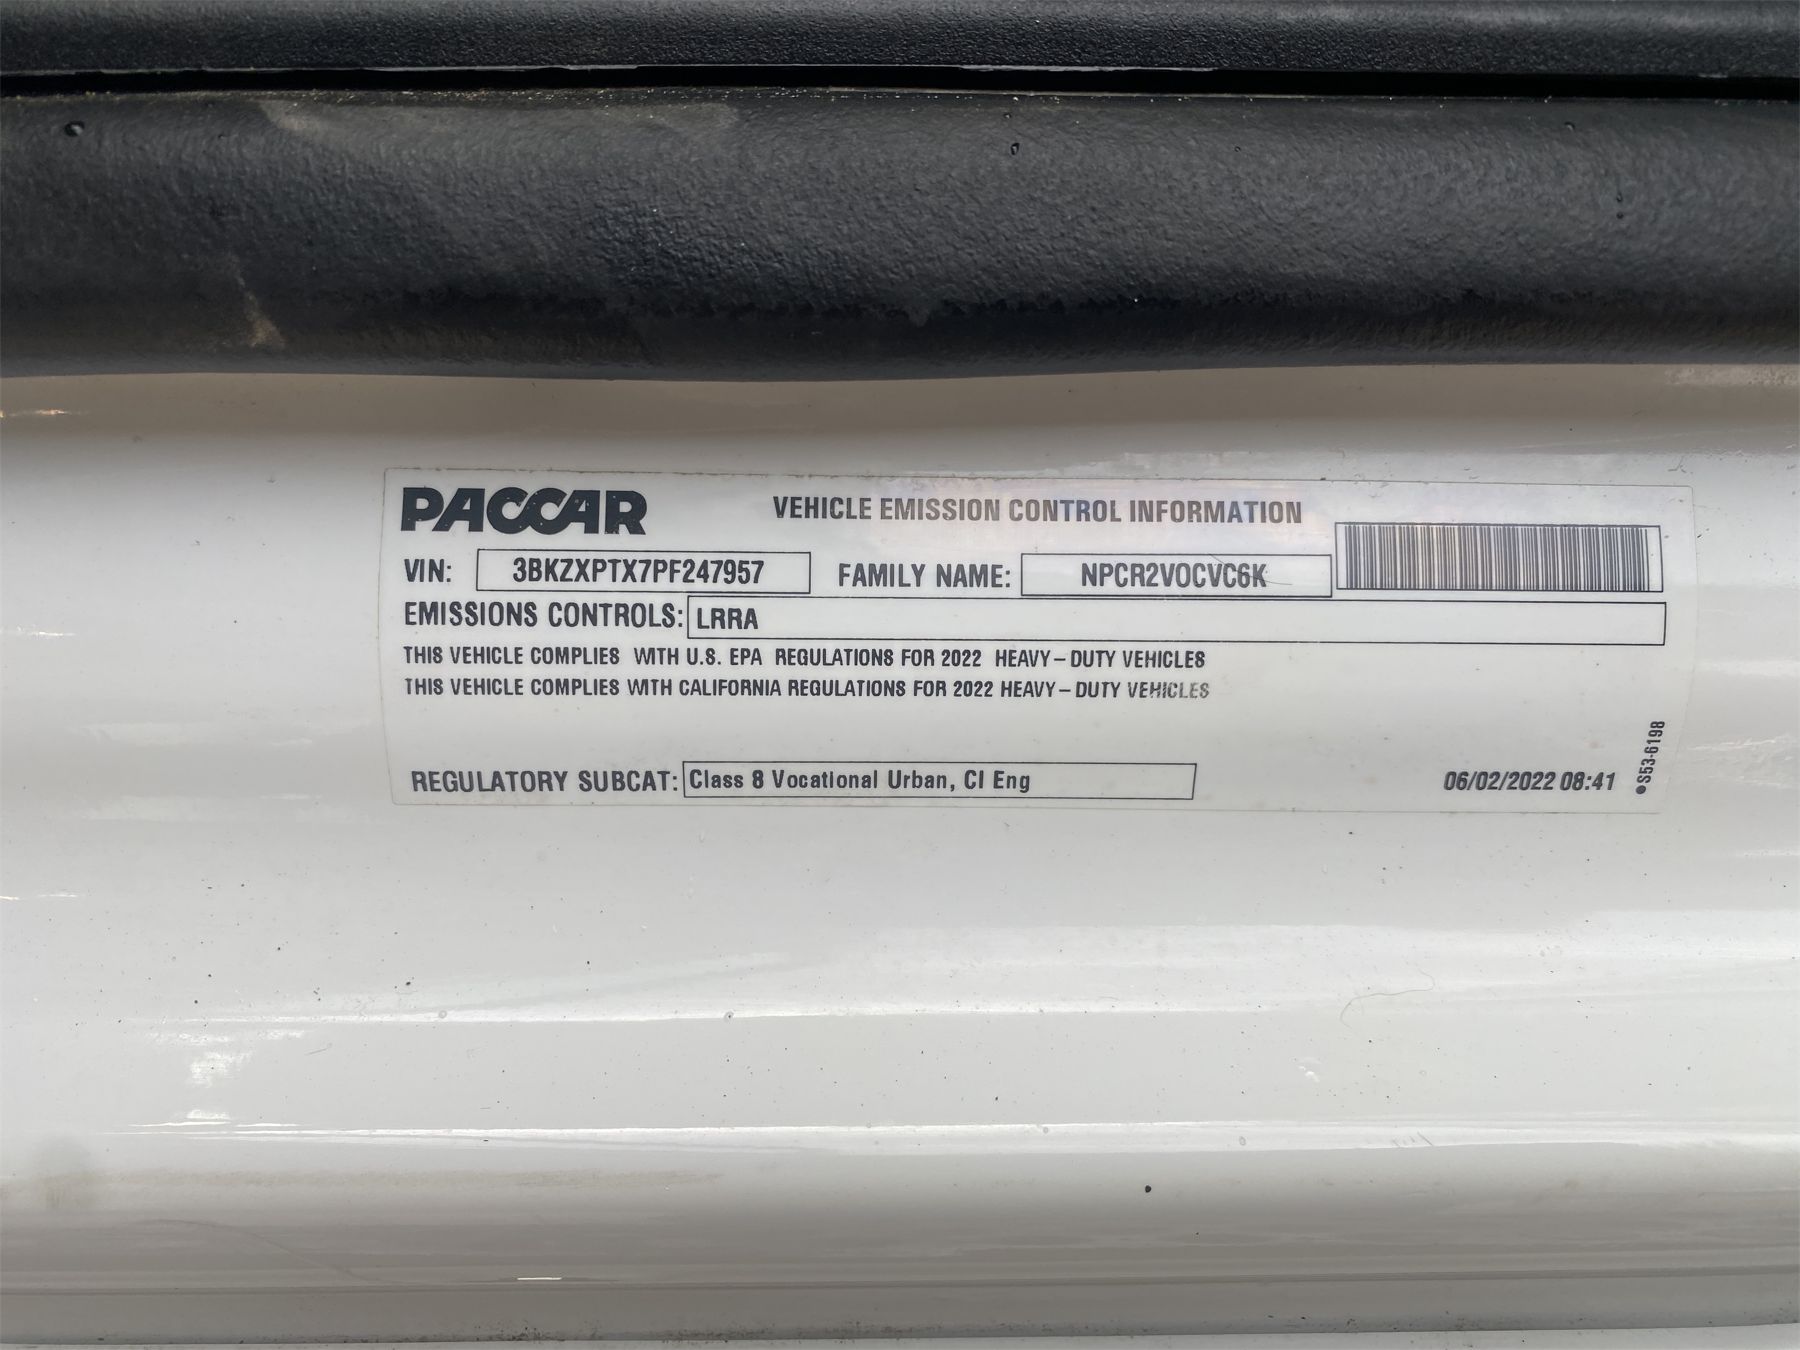 PACCAR
VEHICLE EMISSION CONTROL INFORMATION
VIN: 3BKZXPTX7PF247957 FAMILY NAME: NPCR2VOCVC6K
EMISSIONS CONTROLS: LRRA
THIS VEHICLE COMPLIES WITH U.S. EPA REGULATIONS FOR 2022 HEAVY-DUTY VEHICLES
THIS VEHICLE COMPLIES WITH CALIFORNIA REGULATIONS FOR 2022 HEAVY-DUTY VEHICLES
REGULATORY SUBCAT: Class 8 Vocational Urban, CI Eng
06/02/2022 08:41
●S53-6198